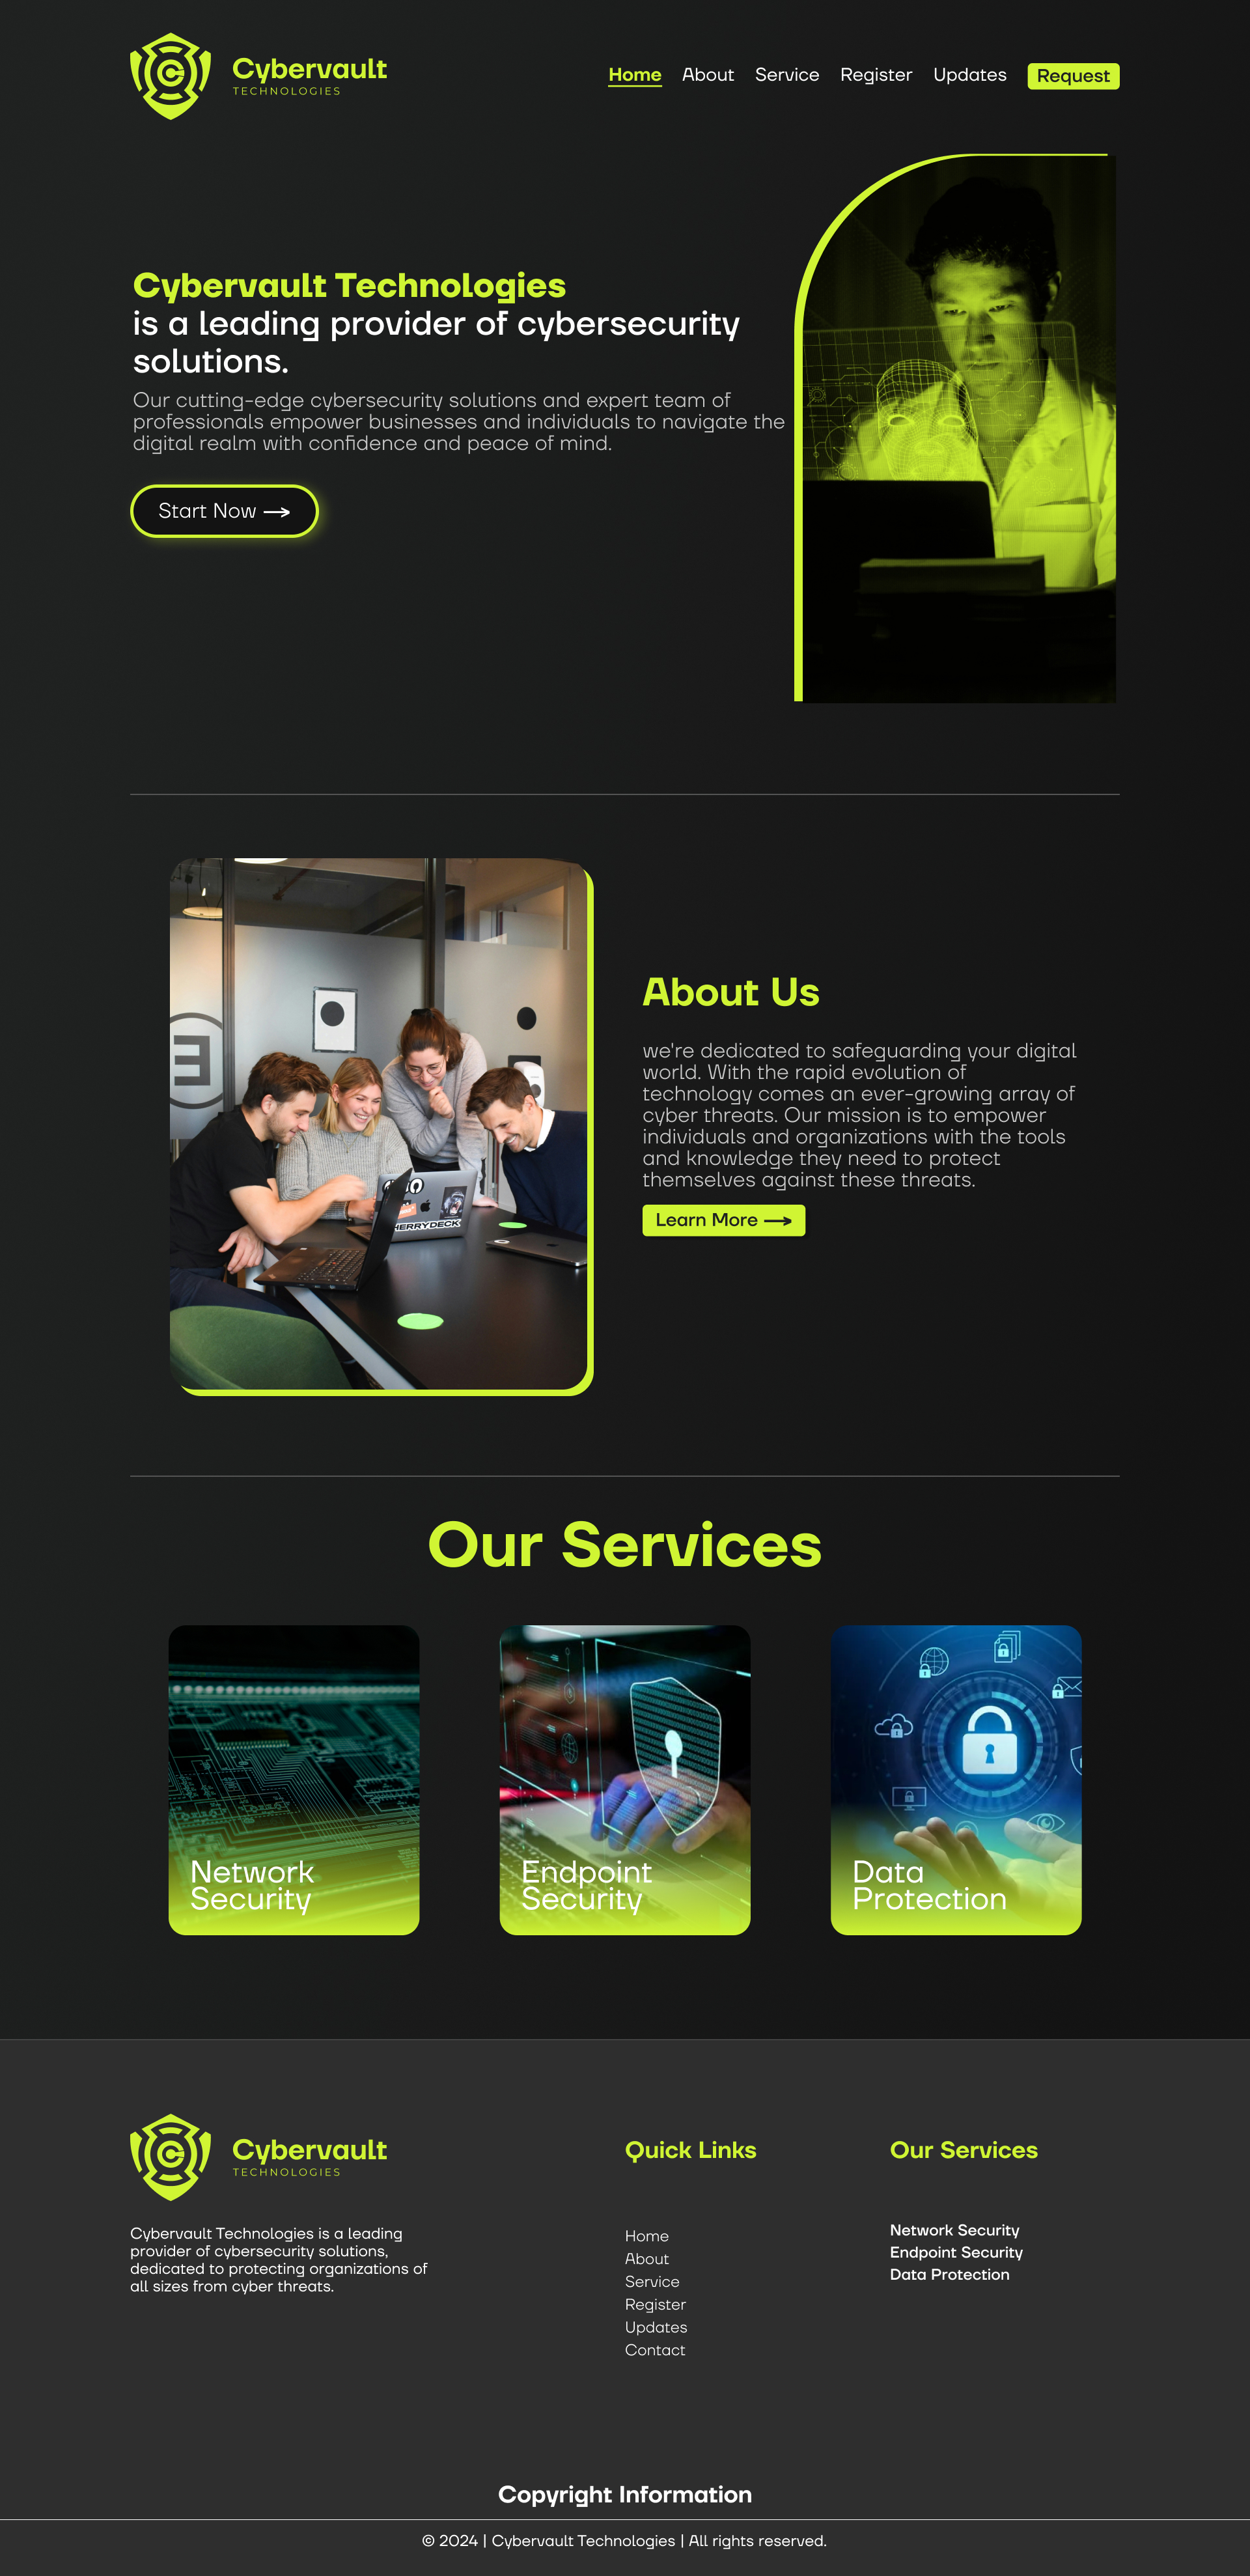 Cybervault
TECHNOLOGIES
Home About Service Register Updates Request
Cybervault Technologies
is a leading provider of cybersecurity
solutions.
Our cutting-edge cybersecurity solutions and expert team of
professionals empower businesses and individuals to navigate the
digital realm with confidence and peace of mind.
Start Now
About Us
we're dedicated to safeguarding your digital
world. With the rapid evolution of
technology comes an ever-growing array of
cyber threats. Our mission is to empower
individuals and organizations with the tools
and knowledge they need to protect
themselves against these threats.
Learn More
Our Services
Network
Security
Endpoint
Security
Data
Protection
Cybervault
TECHNOLOGIES
Cybervault Technologies is a leading
provider of cybersecurity solutions,
dedicated to protecting organizations of
all sizes from cyber threats.
Quick Links
Home
About
Service
Register
Updates
Contact
Our Services
Network Security
Endpoint Security
Data Protection
Copyright Information
© 2024 | Cybervault Technologies | All rights reserved.